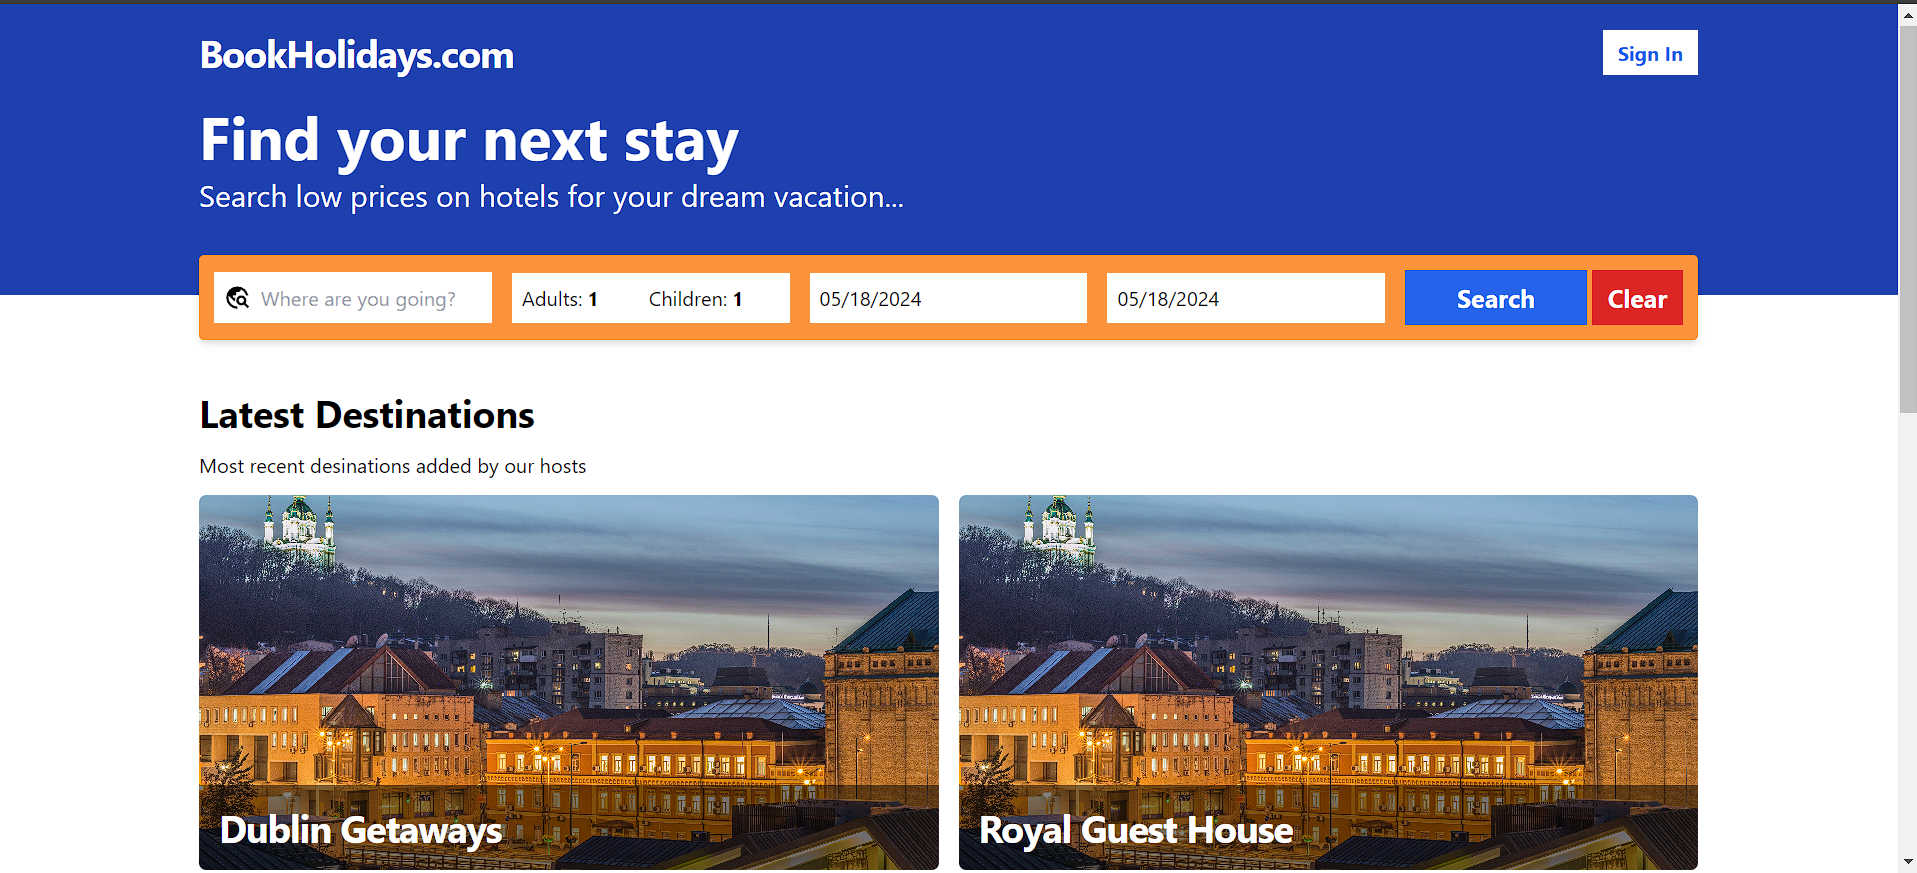 BookHolidays.com
Sign In
Find your next stay
Search low prices on hotels for your dream vacation...
Where are you going?
Adults: 1 Children: 1
05/18/2024
05/18/2024
Search
Clear
Latest Destinations
Most recent desinations added by our hosts
Dublin Getaways
Royal Guest House